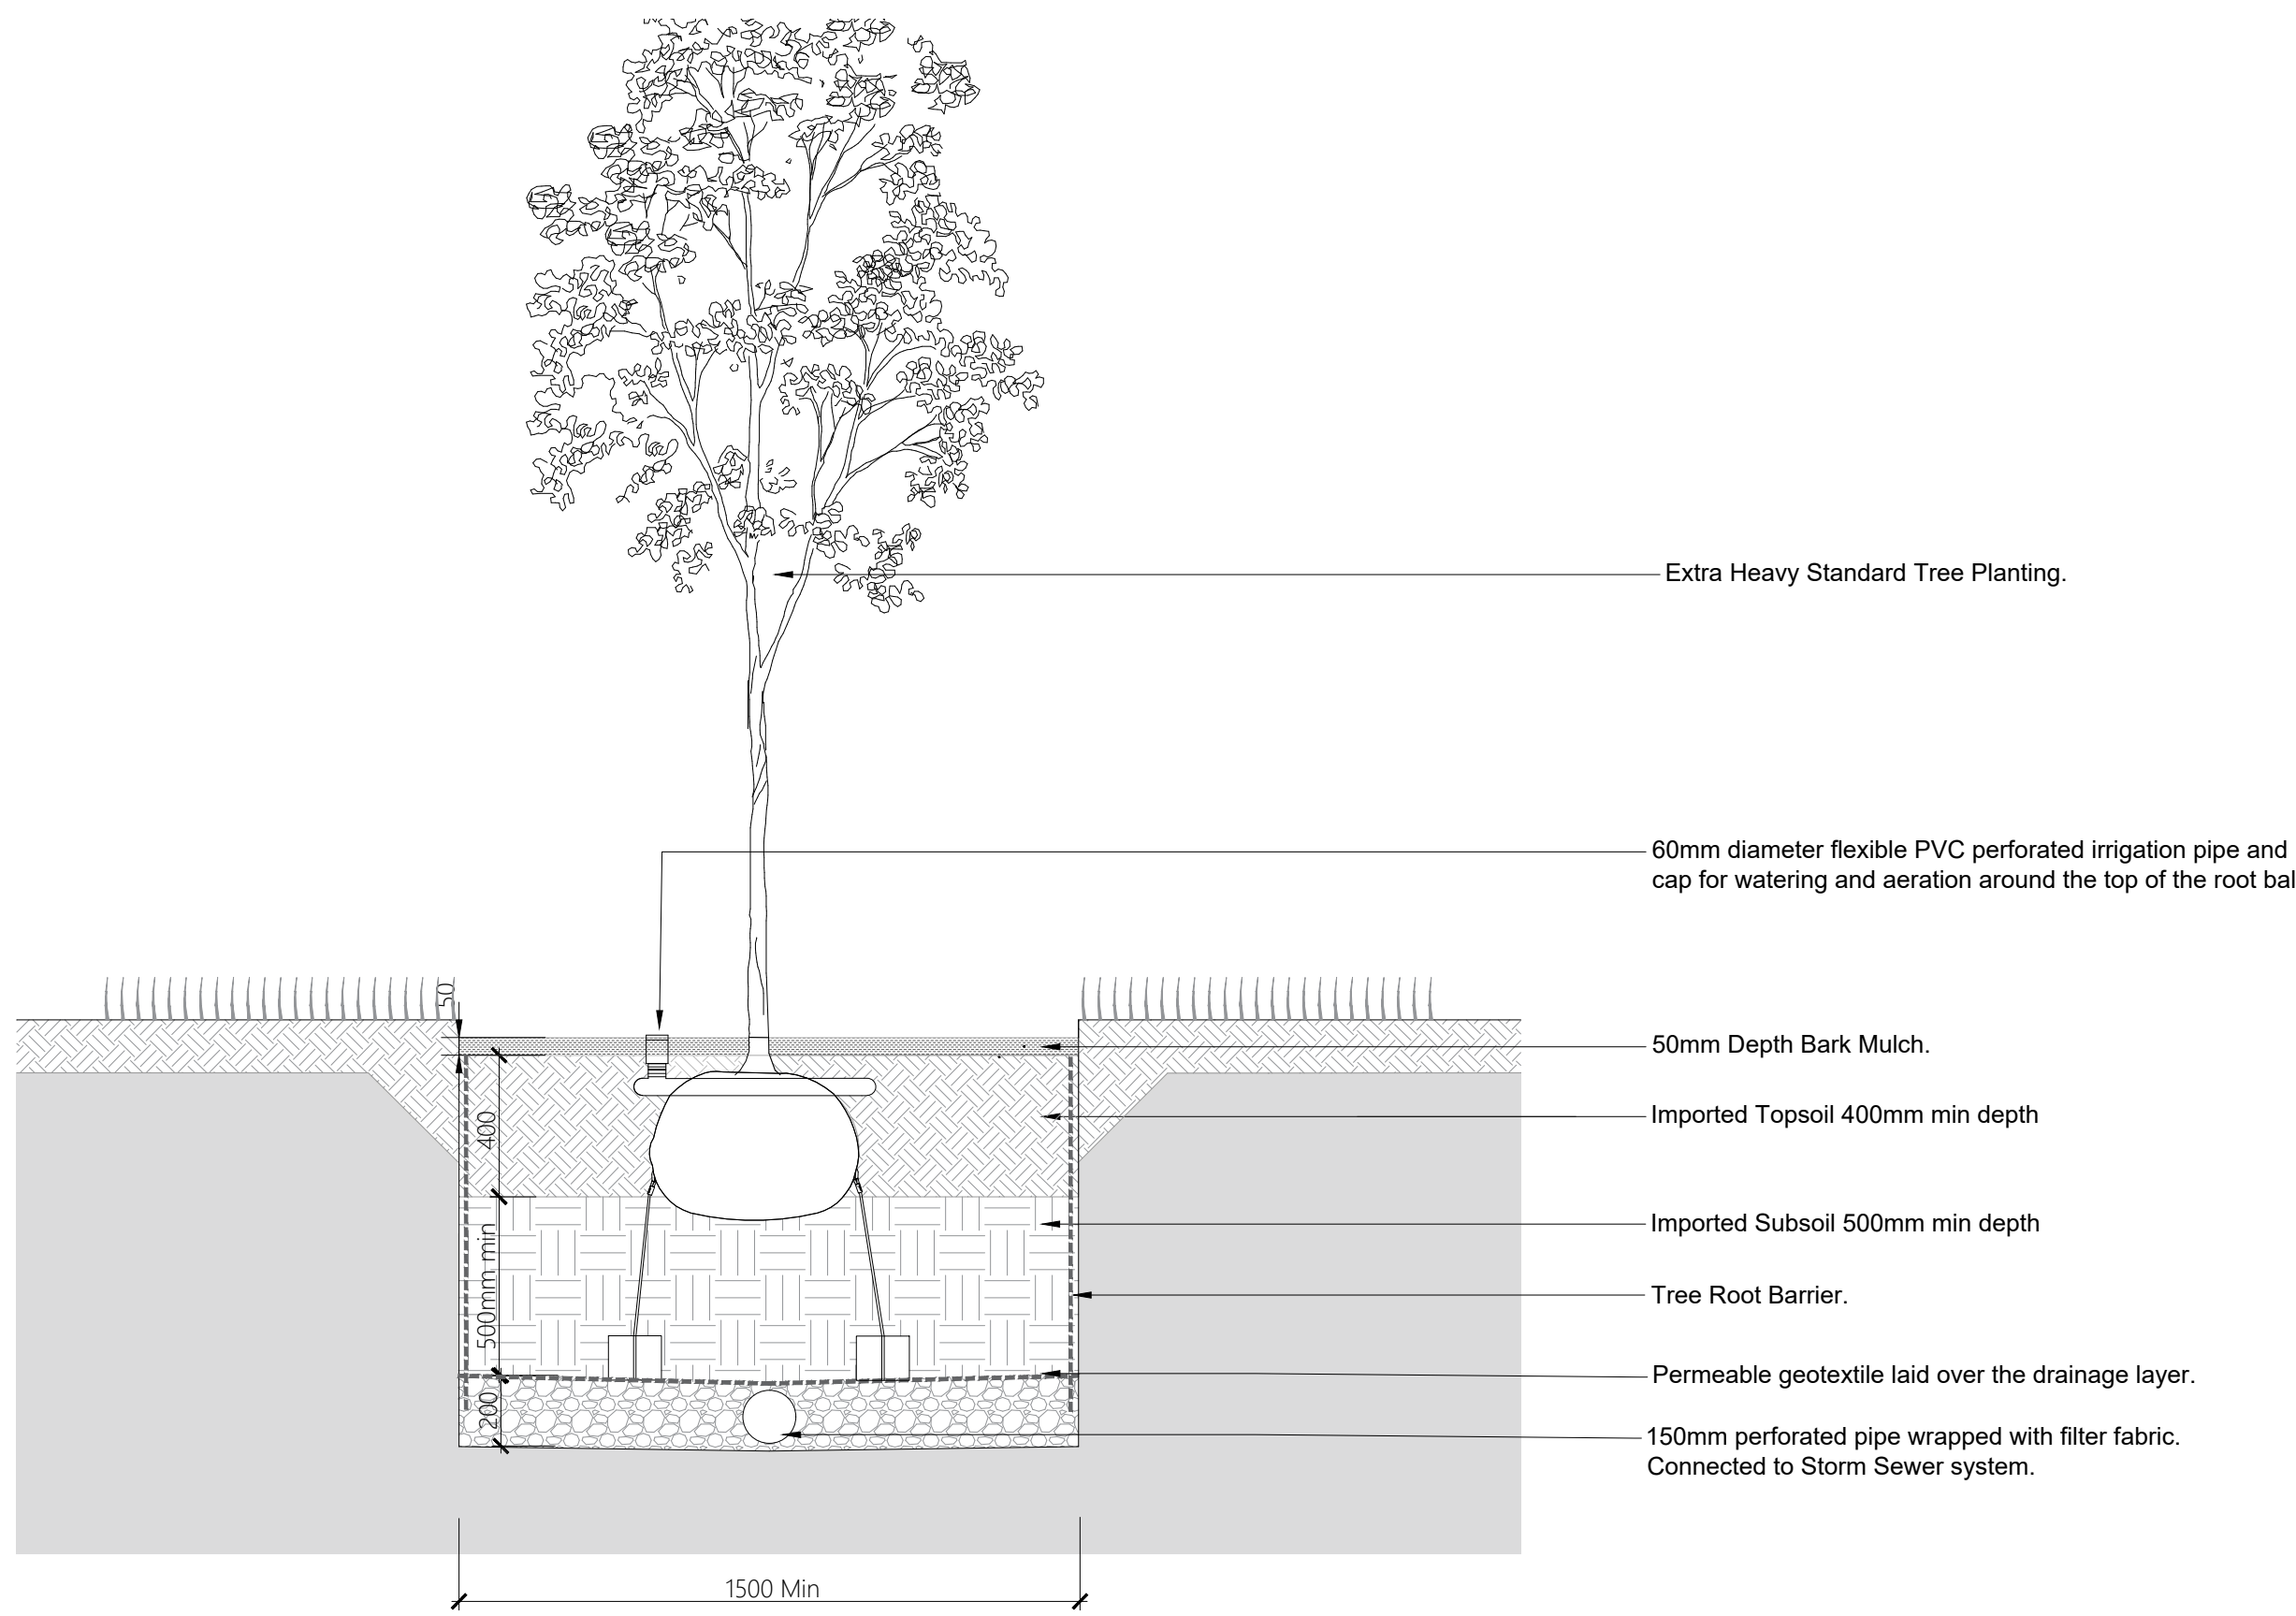 Extra Heavy Standard Tree Planting.
60mm diameter flexible PVC perforated irrigation pipe and
cap for watering and aeration around the top of the root bal
50
50mm Depth Bark Mulch.
400
Imported Topsoil 400mm min depth
Imported Subsoil 500mm min depth
500mm min
Tree Root Barrier.
Permeable geotextile laid over the drainage layer.
200
150mm perforated pipe wrapped with filter fabric.
Connected to Storm Sewer system.
1500 Min